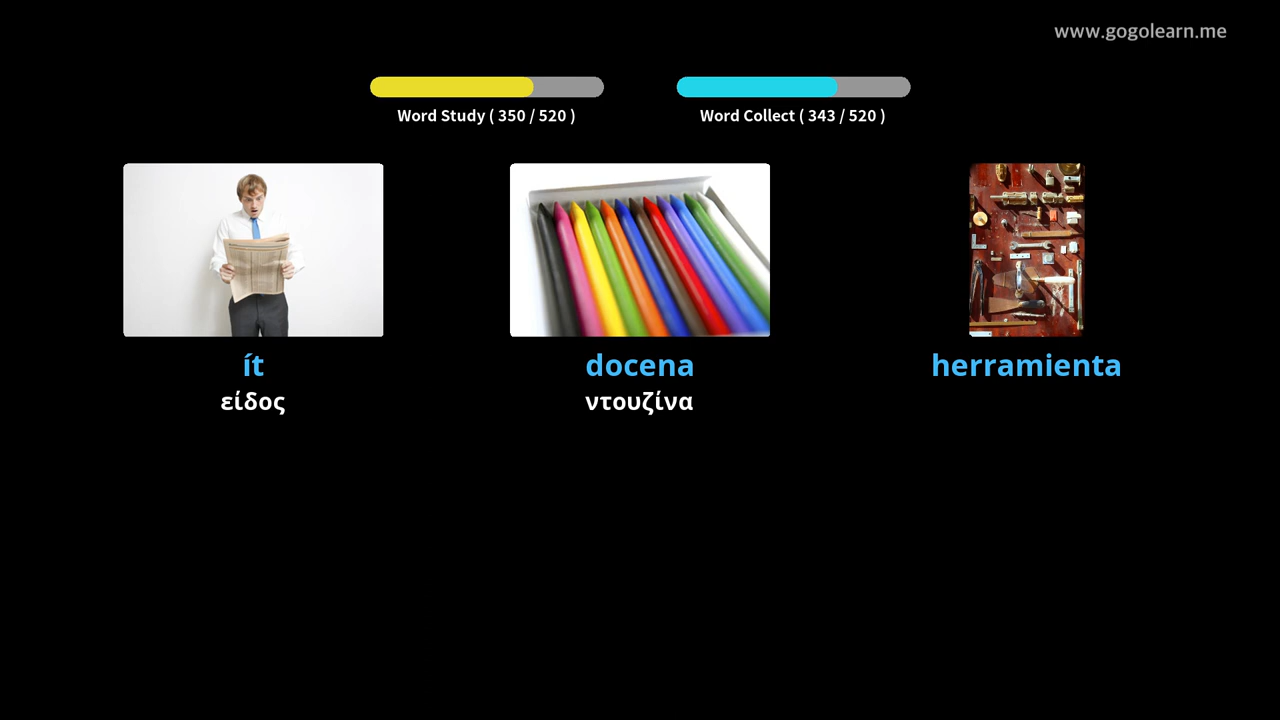 www.gogolearn.me
Word Study ( 350 / 520 )
Word Collect ( 343 / 520 )
ít
docena
herramienta
είδος
ντουζίνα